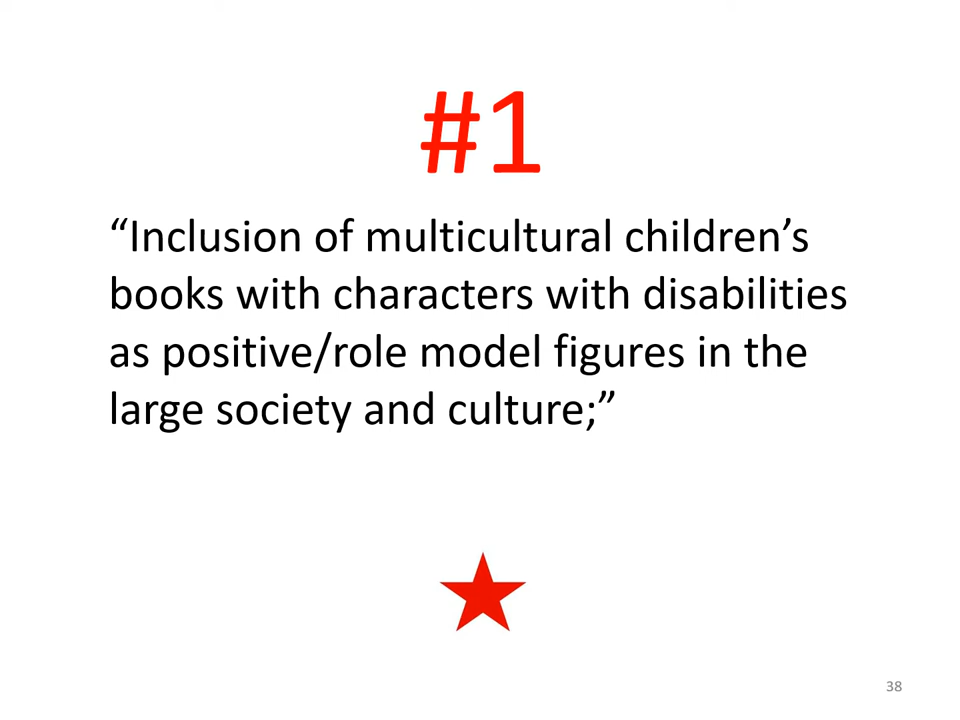 #1
“Inclusion of multicultural children’s
books with characters with disabilities
as positive/role model figures in the
large society and culture;”
38